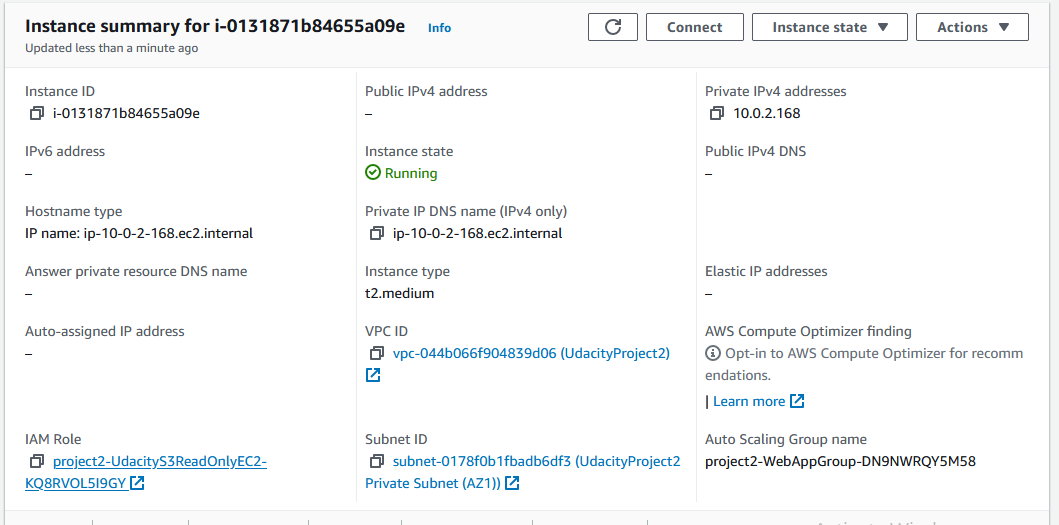 Instance summary for i-0131871b84655a09e Info
Updated less than a minute ago
Connect
Instance state
Actions
Instance ID
i-0131871b84655a09e
Public IPv4 address
–
Private IPv4 addresses
10.0.2.168
IPv6 address
–
Instance state
Running
Public IPv4 DNS
–
Hostname type
IP name: ip-10-0-2-168.ec2.internal
Private IP DNS name (IPv4 only)
ip-10-0-2-168.ec2.internal
Answer private resource DNS name
–
Instance type
t2.medium
Elastic IP addresses
–
Auto-assigned IP address
–
VPC ID
vpc-044b066f904839d06 (UdacityProject2)
AWS Compute Optimizer finding
Opt-in to AWS Compute Optimizer for recomm
endations.
| Learn more
IAM Role
project2-UdacityS3ReadOnlyEC2-
KQ8RVOL5I9GY
Subnet ID
subnet-0178f0b1fbadb6df3 (UdacityProject2
Private Subnet (AZ1))
Auto Scaling Group name
project2-WebAppGroup-DN9NWRQY5M58